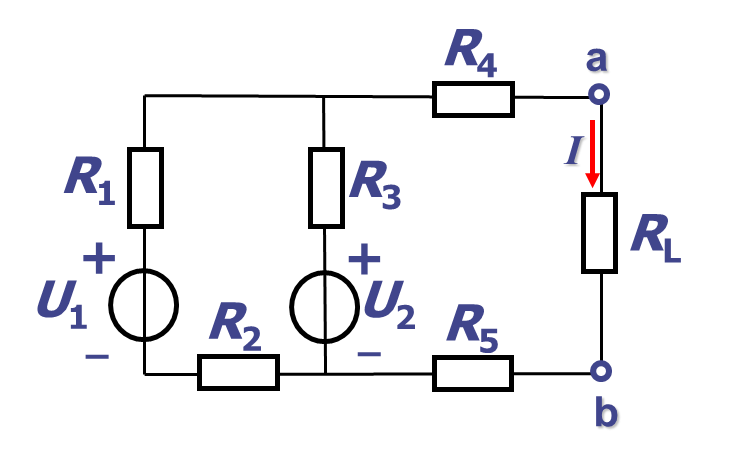 R4
a
I
R1
R3
RL
+
+
U1
U2
R2
R5
−
−
b